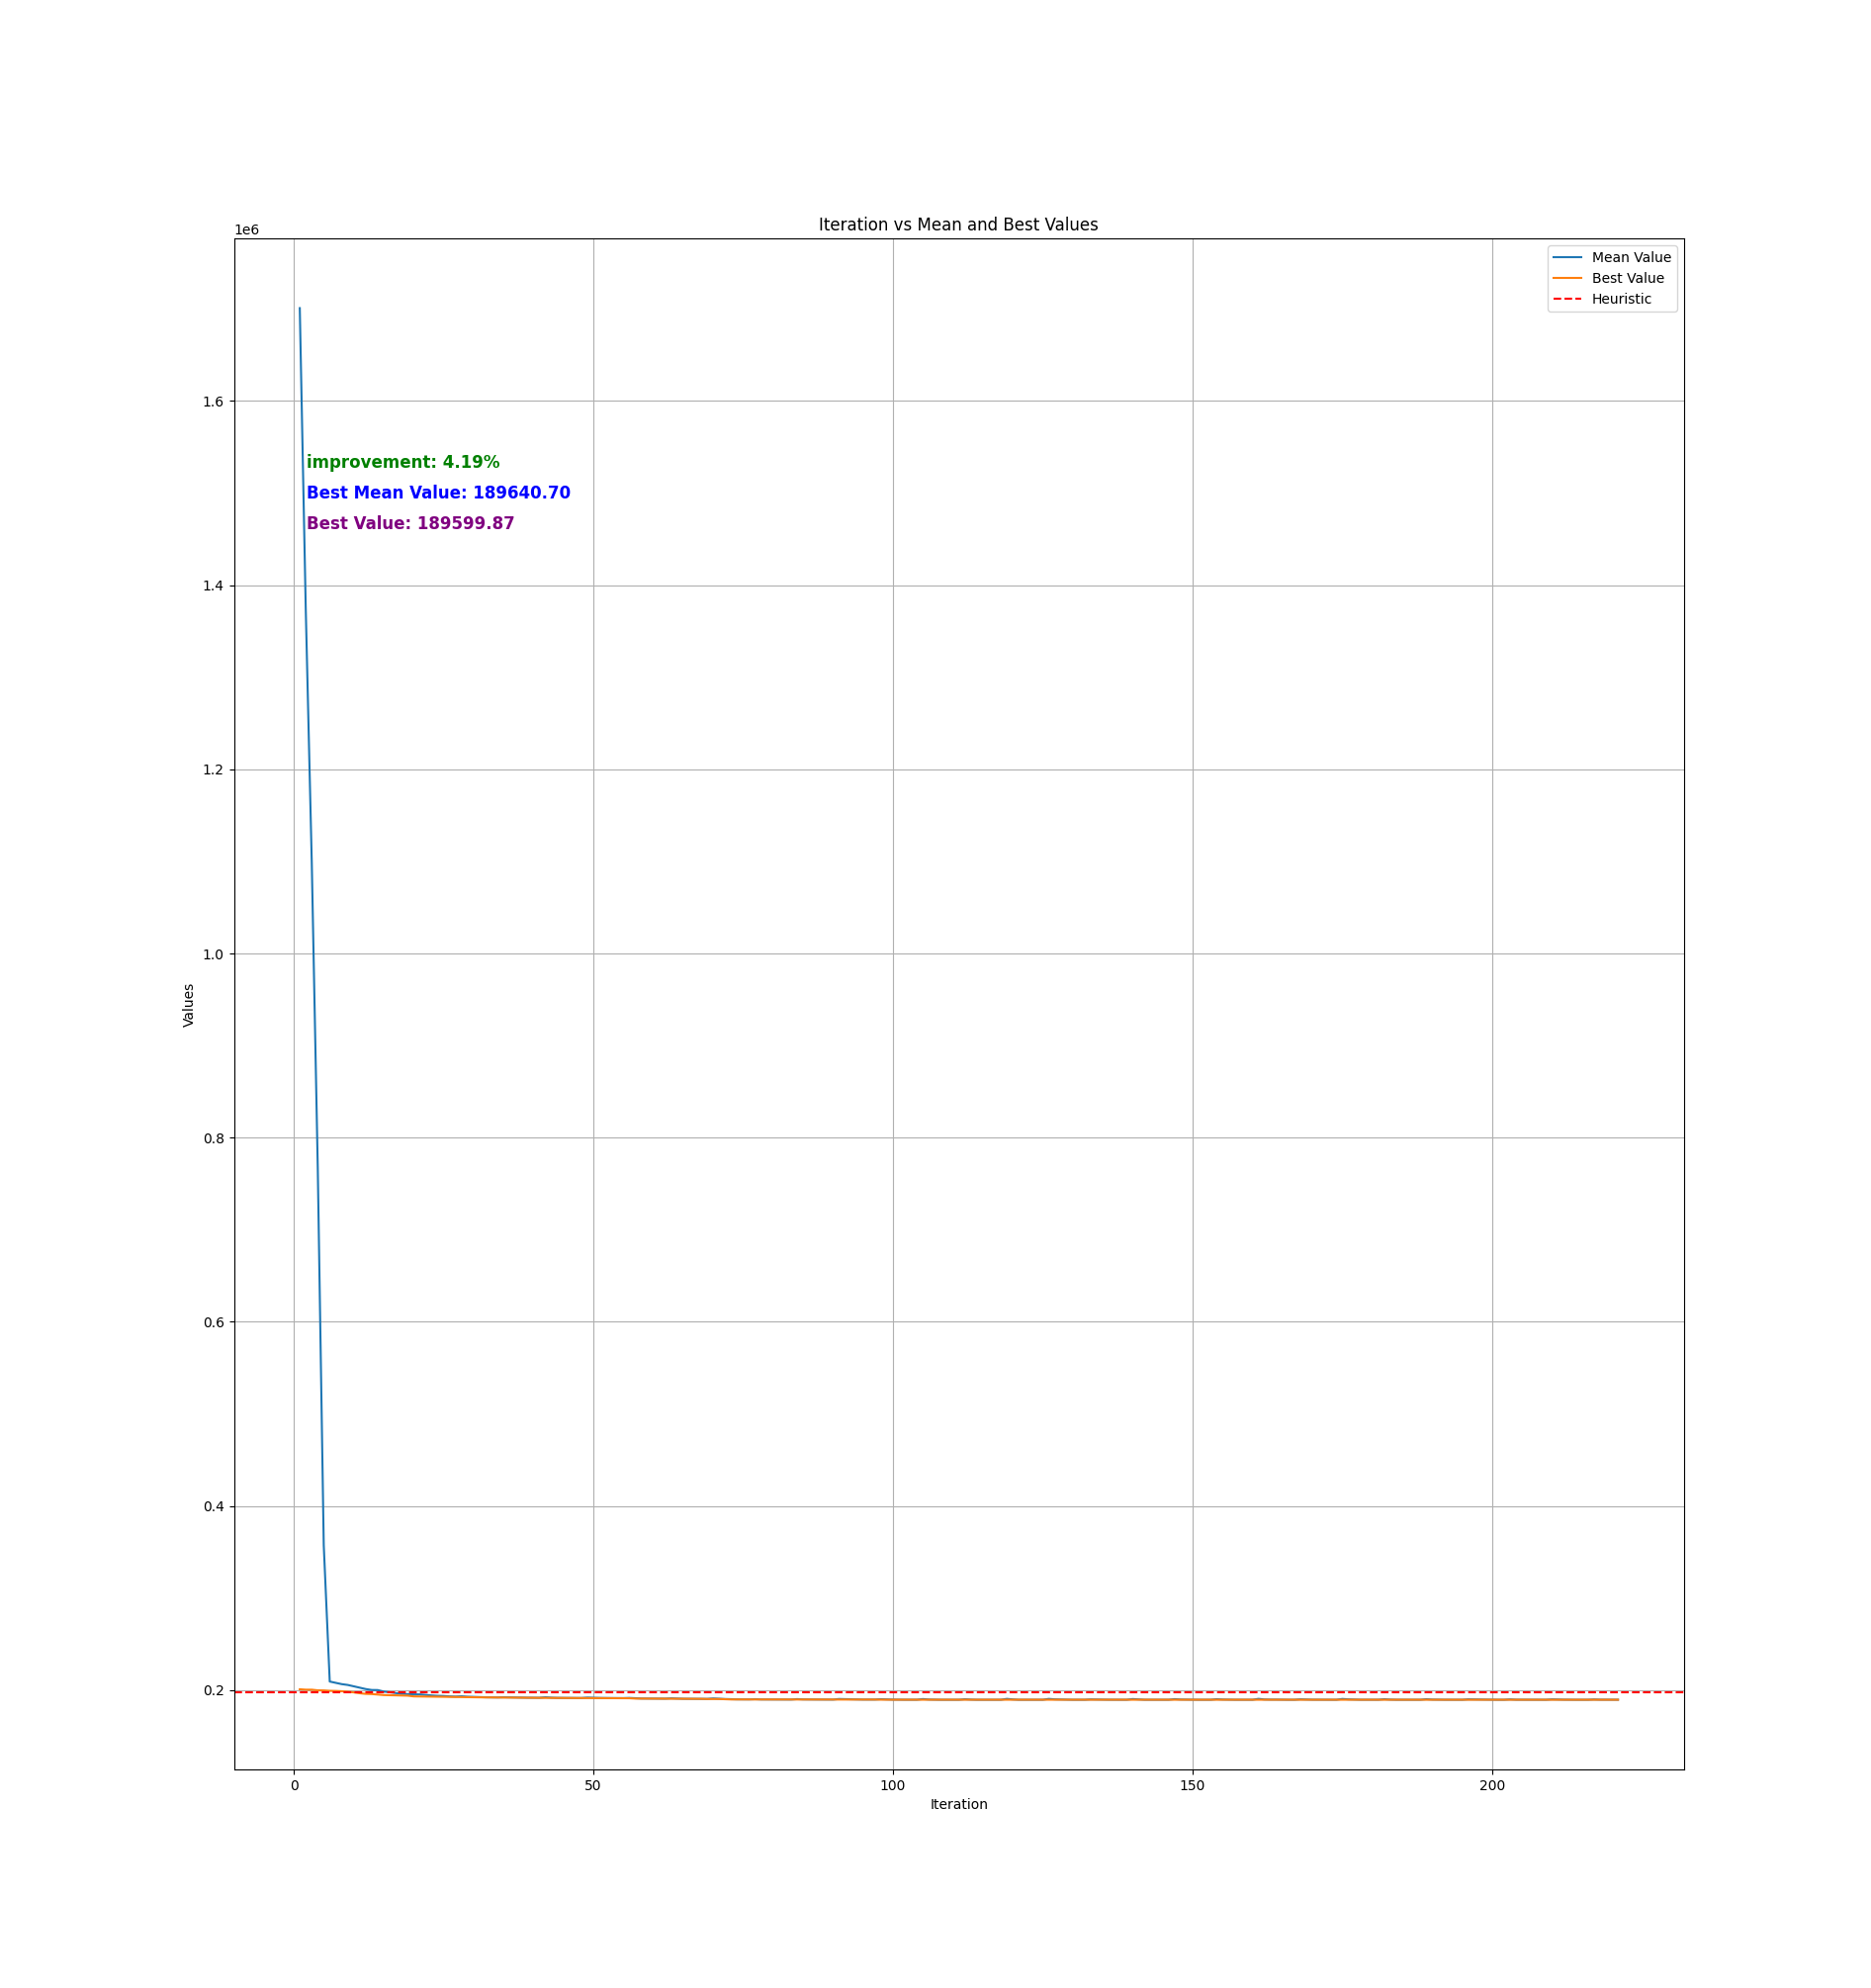 Iteration vs Mean and Best Values
1e6
Mean Value
Best Value
Heuristic
1.6
improvement: 4.19%
Best Mean Value: 189640.70
Best Value: 189599.87
1.4
1.2
1.0
Values
0.8
0.6
0.4
0.2
0 50 100 150 200
Iteration